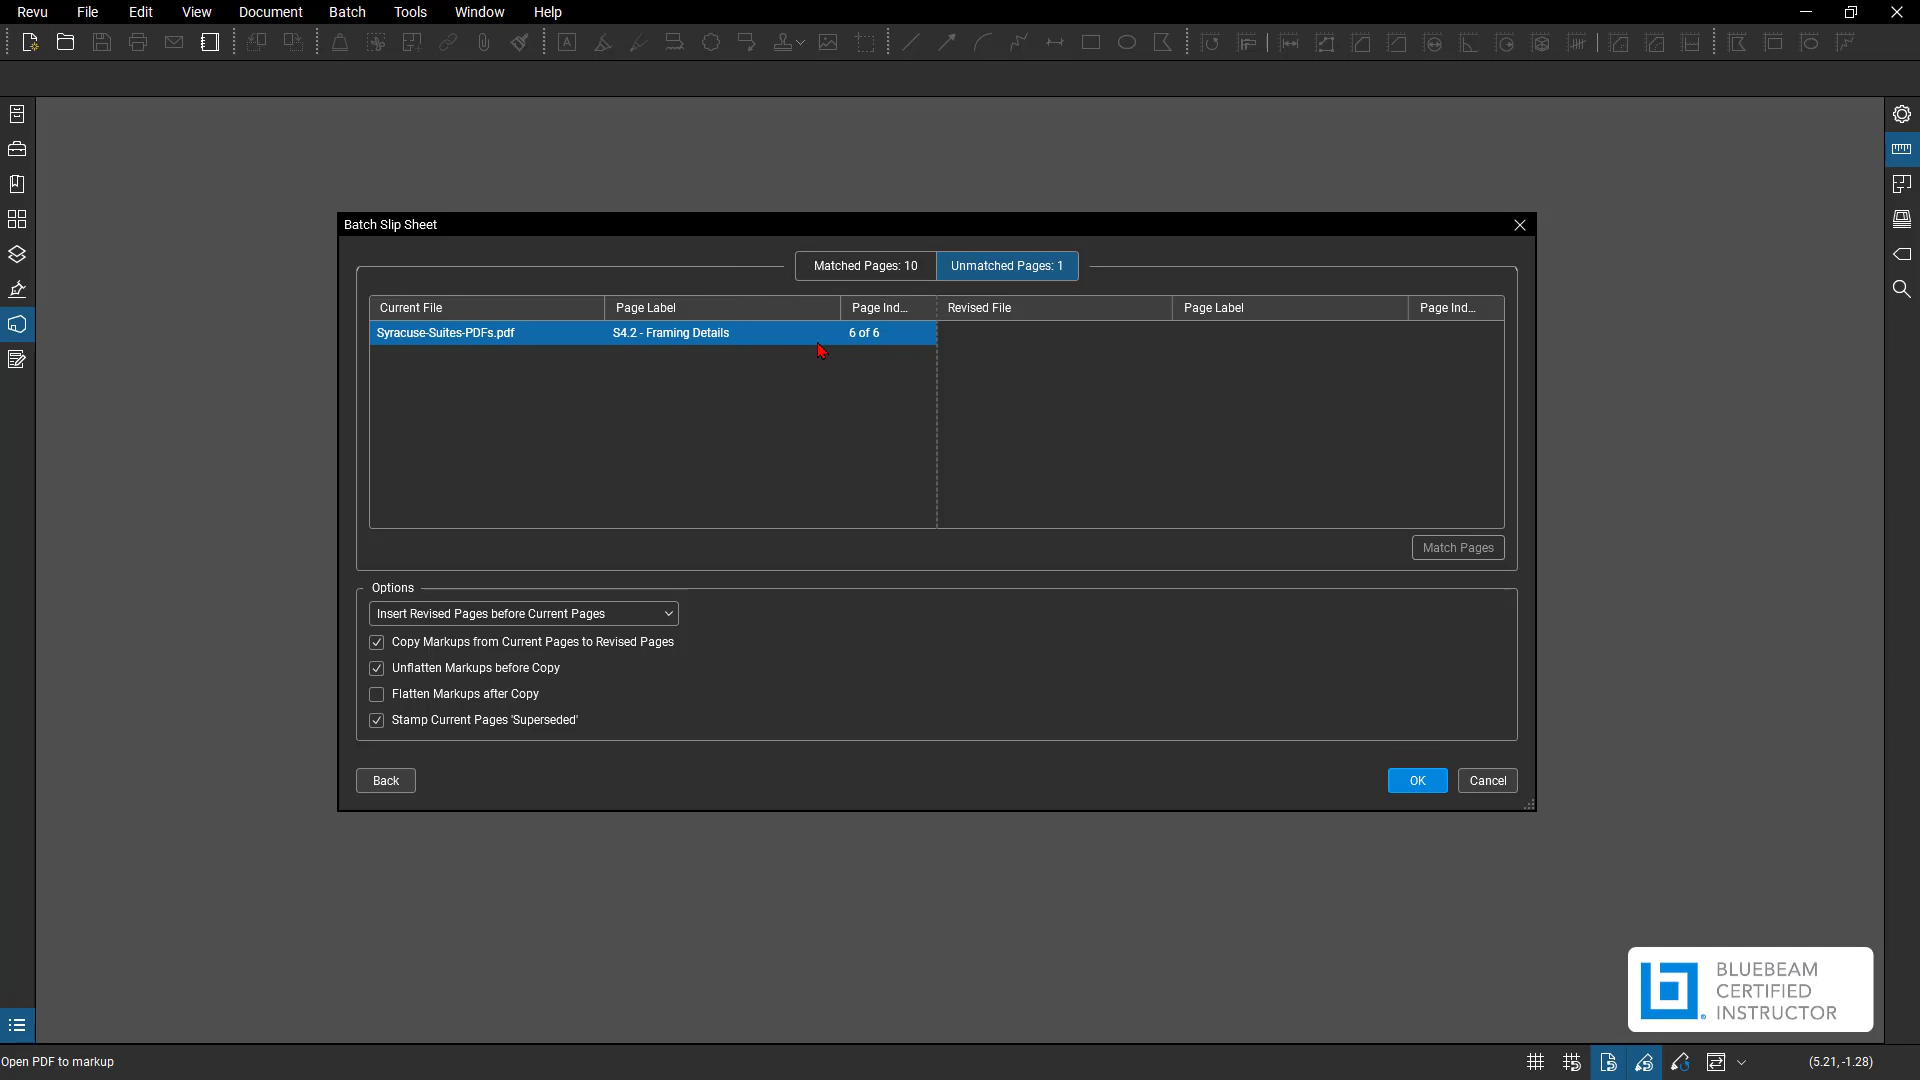 Revu File Edit View Document Batch Tools Window Help
Batch Slip Sheet
Matched Pages: 10 Unmatched Pages: 1
Current File Page Label Page Ind... Revised File Page Label Page Ind...
Syracuse-Suites-PDFs.pdf S4.2 - Framing Details 6 of 6
Match Pages
Options
Insert Revised Pages before Current Pages
Copy Markups from Current Pages to Revised Pages
Unflatten Markups before Copy
Flatten Markups after Copy
Stamp Current Pages 'Superseded'
Back OK Cancel
BLUEBEAM
CERTIFIED
INSTRUCTOR
Open PDF to markup (5.21,-1.28)